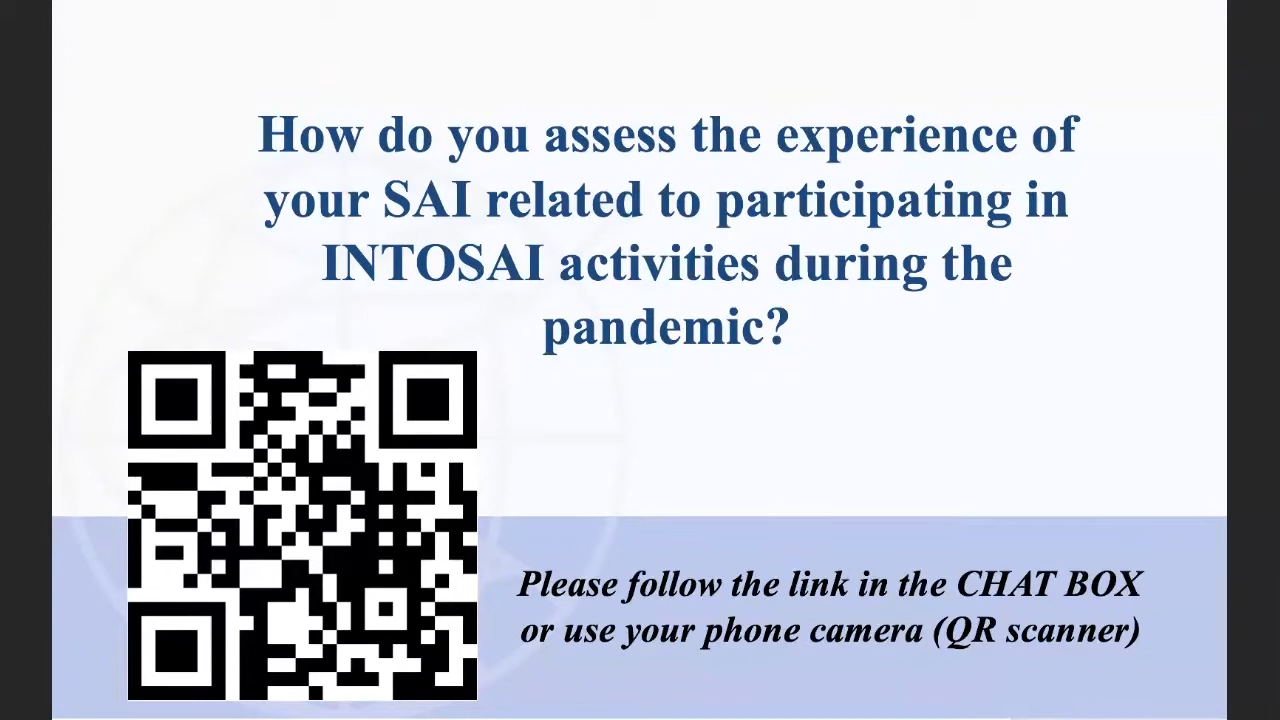 How do you assess the experience of
your SAI related to participating in
INTOSAI activities during the
pandemic?
Please follow the link in the CHAT BOX
or use your phone camera (QR scanner)